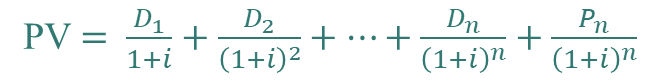 PV = D₁/1+i + D₂/(1+i)² + ⋯ + Dₙ/(1+i)ⁿ + Pₙ/(1+i)ⁿ